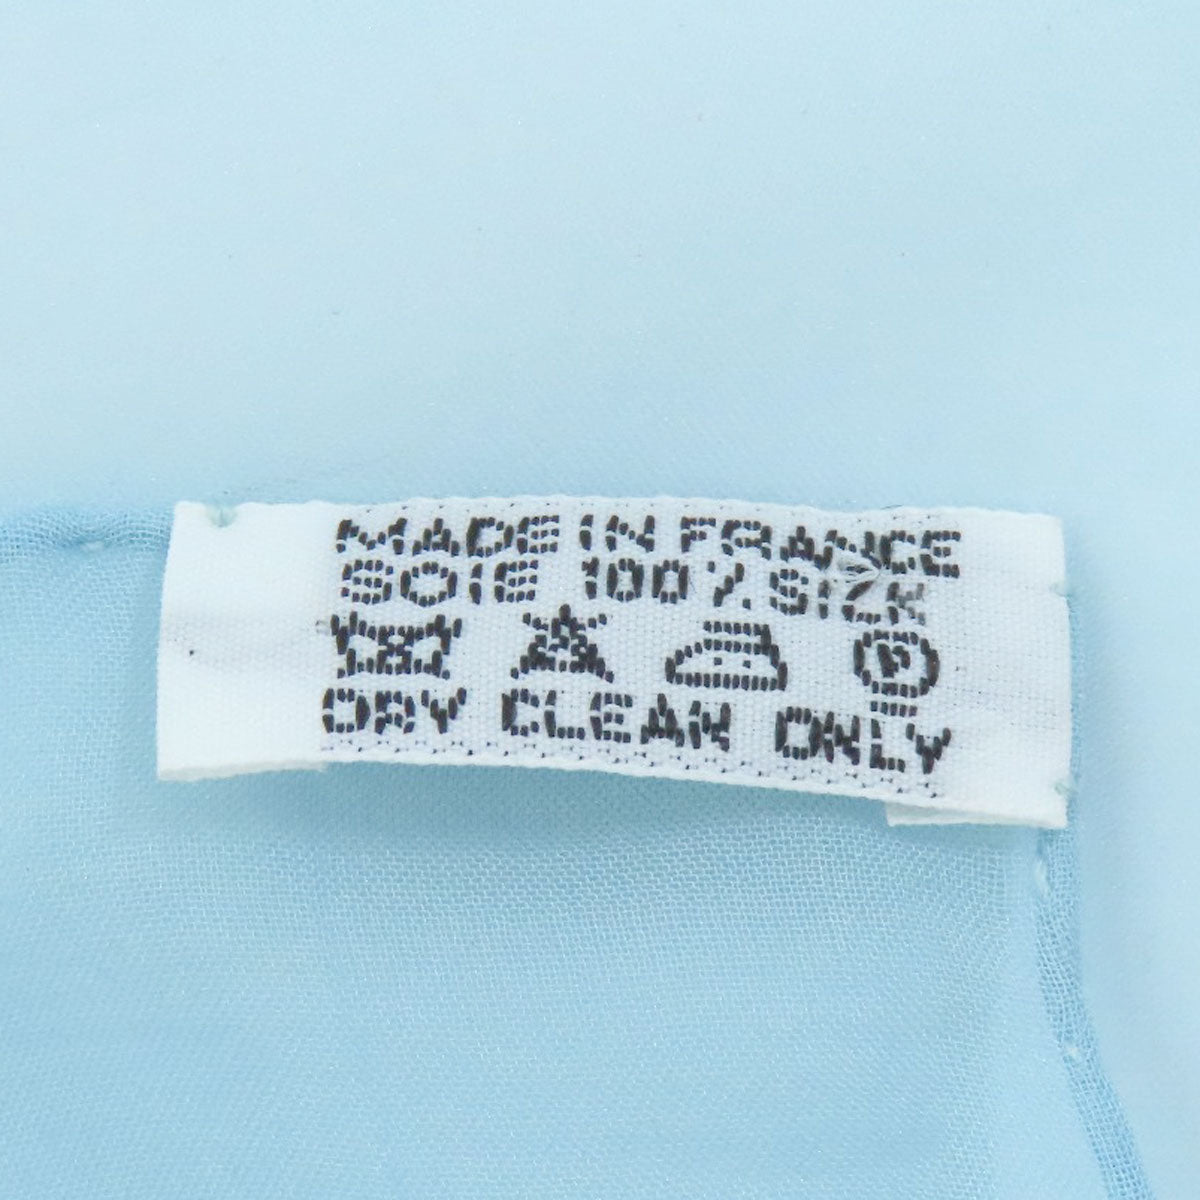 MADE IN FRANCE
SOIE 100% SILK
P
DRY CLEAN ONLY